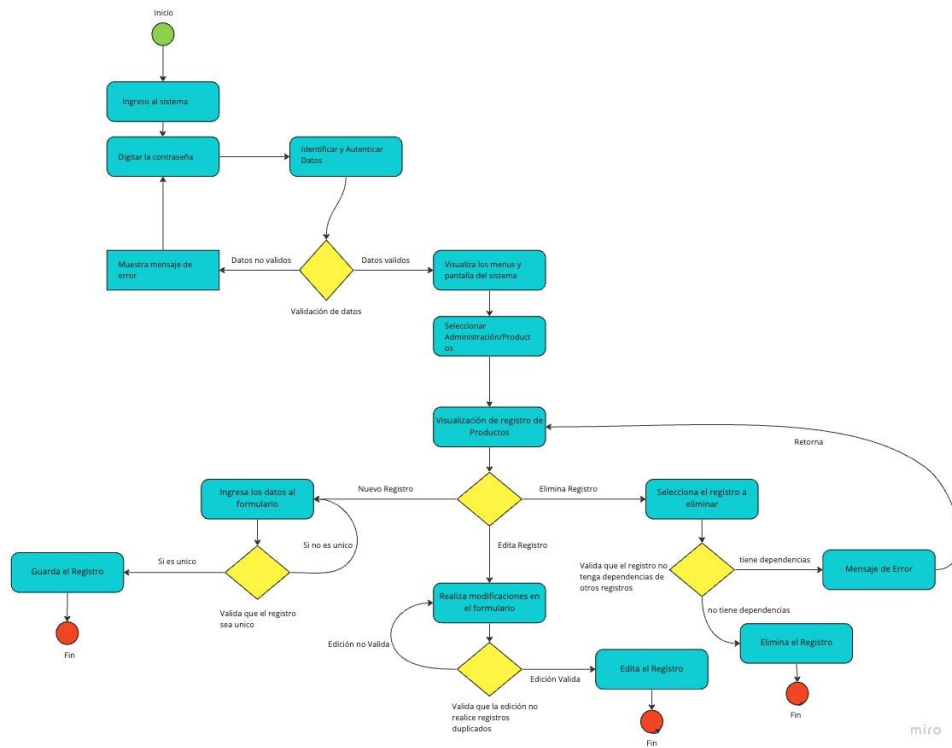 Inicio
Ingreso al sistema
Digitar la contraseña
Identificar y Autenticar
Datos
Muestra mensaje de
error
Datos no validos
Datos validos
Validación de datos
Visualiza los menus y
pantalla del sistema
Seleccionar
Administración/Product
os
Visualización de registro de
Productos
Retorna
Ingresa los datos al
formulario
Nuevo Registro
Elimina Registro
Selecciona el registro a
eliminar
Si no es unico
Edita Registro
Guarda el Registro
Si es unico
Valida que el registro
sea unico
Fin
Valida que el registro no
tenga dependencias de
otros registros
tiene dependencias
Mensaje de Error
no tiene dependencias
Realiza modificaciones en
el formulario
Edición no Valida
Edición Valida
Valida que la edición no
realice registros
duplicados
Edita el Registro
Fin
Elimina el Registro
Fin
miro